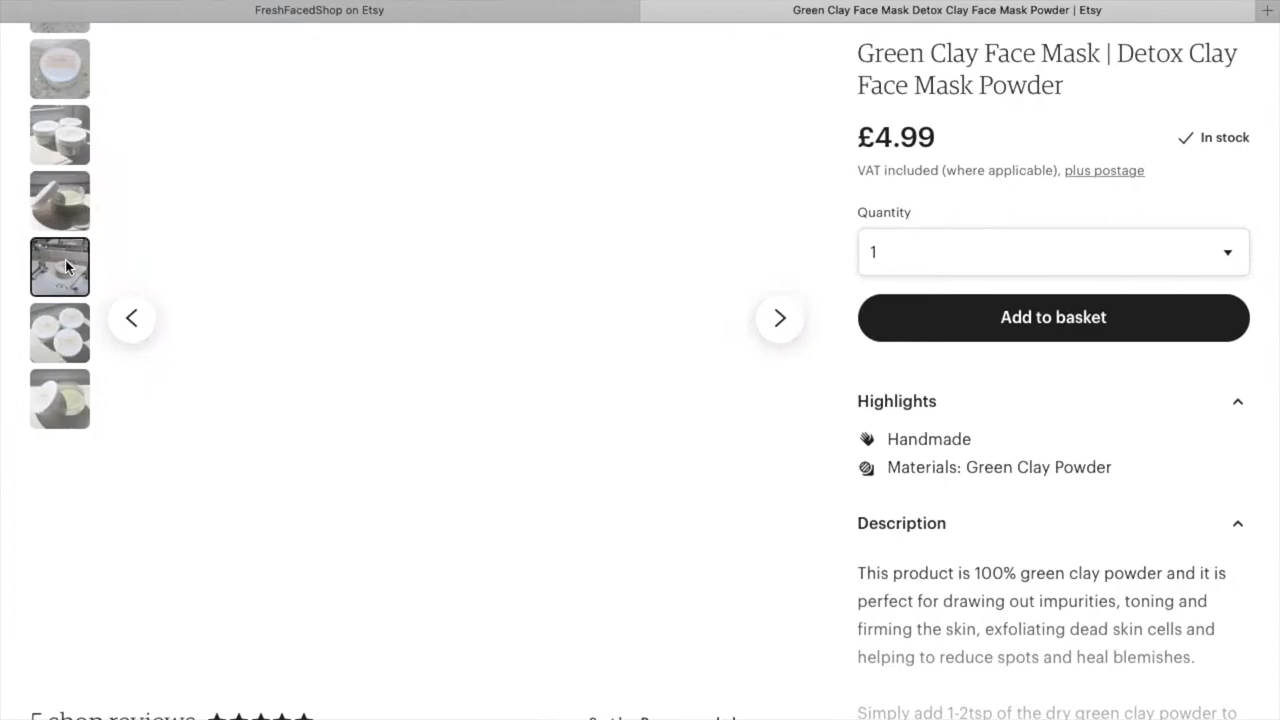 FreshFacedShop on Etsy
Green Clay Face Mask Detox Clay Face Mask Powder | Etsy
Green Clay Face Mask | Detox Clay
Face Mask Powder
£4.99
In stock
VAT included (where applicable), plus postage
Quantity
1
Add to basket
Highlights
Handmade
Materials: Green Clay Powder
Description
This product is 100% green clay powder and it is
perfect for drawing out impurities, toning and
firming the skin, exfoliating dead skin cells and
helping to reduce spots and heal blemishes.
Simply add 1-2tsp of the dry green clay powder to
5 shop reviews